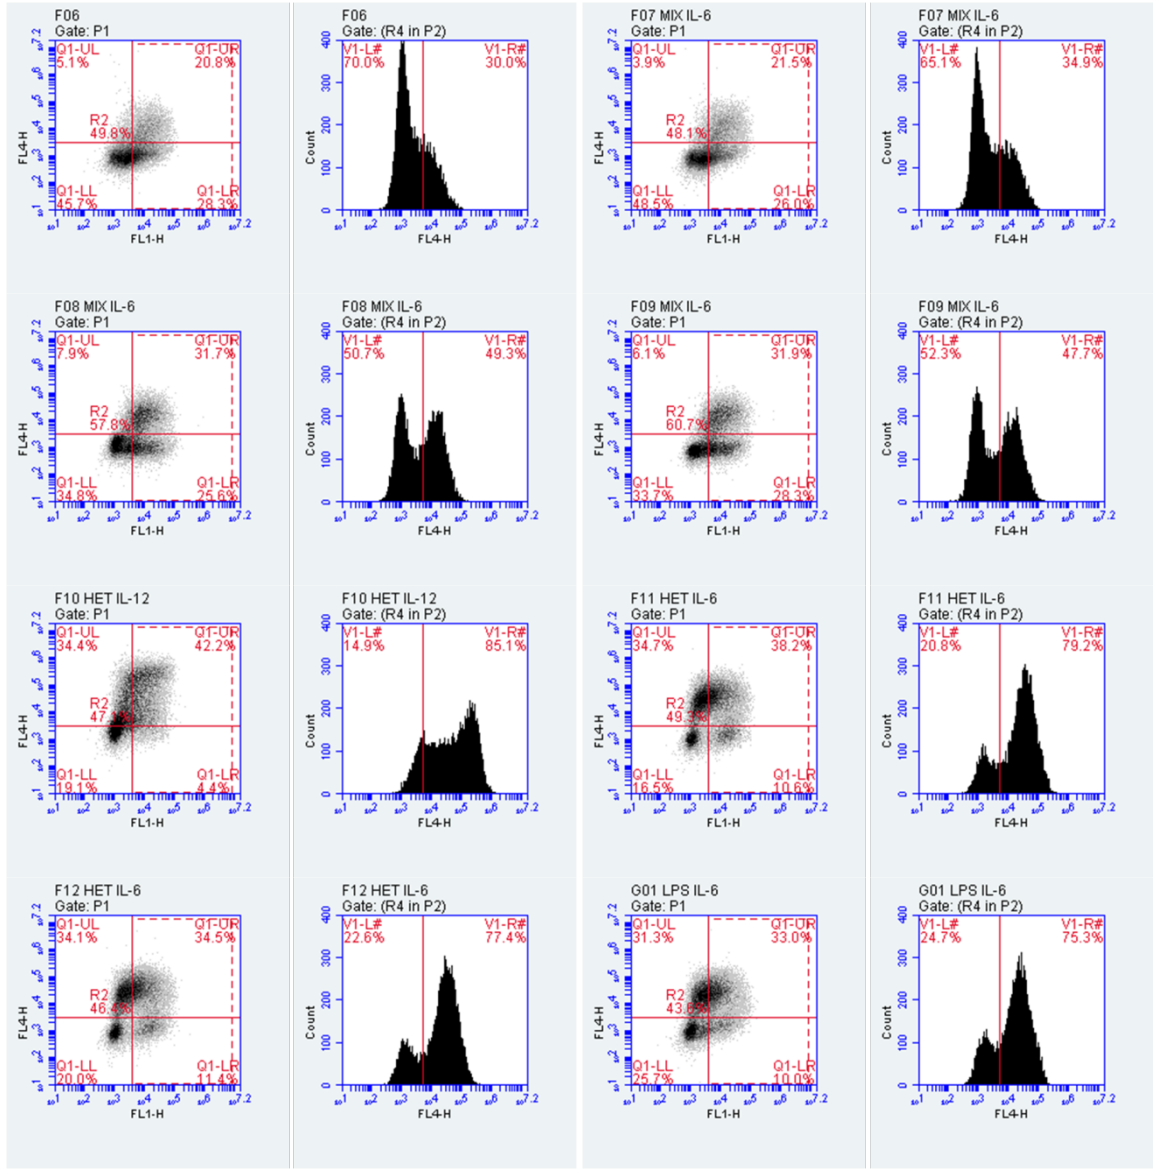 F06
Gate: P1
Q1-UL
5.1%
Q1-UR
20.8%
R2
49.8%
Q1-LL
45.7%
Q1-LR
28.3%
FL4-H
FL1-H
F06
Gate: (R4 in P2)
V1-L#
70.0%
V1-R#
30.0%
Count
FL4-H
F07 MIX IL-6
Gate: P1
Q1-UL
3.9%
Q1-UR
21.5%
R2
48.1%
Q1-LL
48.5%
Q1-LR
26.0%
FL4-H
FL1-H
F07 MIX IL-6
Gate: (R4 in P2)
V1-L#
65.1%
V1-R#
34.9%
Count
FL4-H
F08 MIX IL-6
Gate: P1
Q1-UL
7.9%
Q1-UR
31.7%
R2
57.8%
Q1-LL
34.8%
Q1-LR
25.6%
FL4-H
FL1-H
F08 MIX IL-6
Gate: (R4 in P2)
V1-L#
50.7%
V1-R#
49.3%
Count
FL4-H
F09 MIX IL-6
Gate: P1
Q1-UL
6.1%
Q1-UR
31.9%
R2
60.7%
Q1-LL
33.7%
Q1-LR
28.3%
FL4-H
FL1-H
F09 MIX IL-6
Gate: (R4 in P2)
V1-L#
52.3%
V1-R#
47.7%
Count
FL4-H
F10 HET IL-12
Gate: P1
Q1-UL
34.4%
Q1-UR
42.2%
R2
Q1-LL
19.1%
Q1-LR
4.4%
FL4-H
FL1-H
F10 HET IL-12
Gate: (R4 in P2)
V1-L#
14.9%
V1-R#
85.1%
Count
FL4-H
F11 HET IL-6
Gate: P1
Q1-UL
34.7%
Q1-UR
38.2%
R2
Q1-LL
16.5%
Q1-LR
10.6%
FL4-H
FL1-H
F11 HET IL-6
Gate: (R4 in P2)
V1-L#
20.8%
V1-R#
79.2%
Count
FL4-H
F12 HET IL-6
Gate: P1
Q1-UL
34.1%
Q1-UR
34.5%
R2
Q1-LL
20.0%
Q1-LR
11.4%
FL4-H
FL1-H
F12 HET IL-6
Gate: (R4 in P2)
V1-L#
22.6%
V1-R#
77.4%
Count
FL4-H
G01 LPS IL-6
Gate: P1
Q1-UL
31.3%
Q1-UR
33.0%
R2
Q1-LL
25.7%
Q1-LR
10.0%
FL4-H
FL1-H
G01 LPS IL-6
Gate: (R4 in P2)
V1-L#
24.7%
V1-R#
75.3%
Count
FL4-H